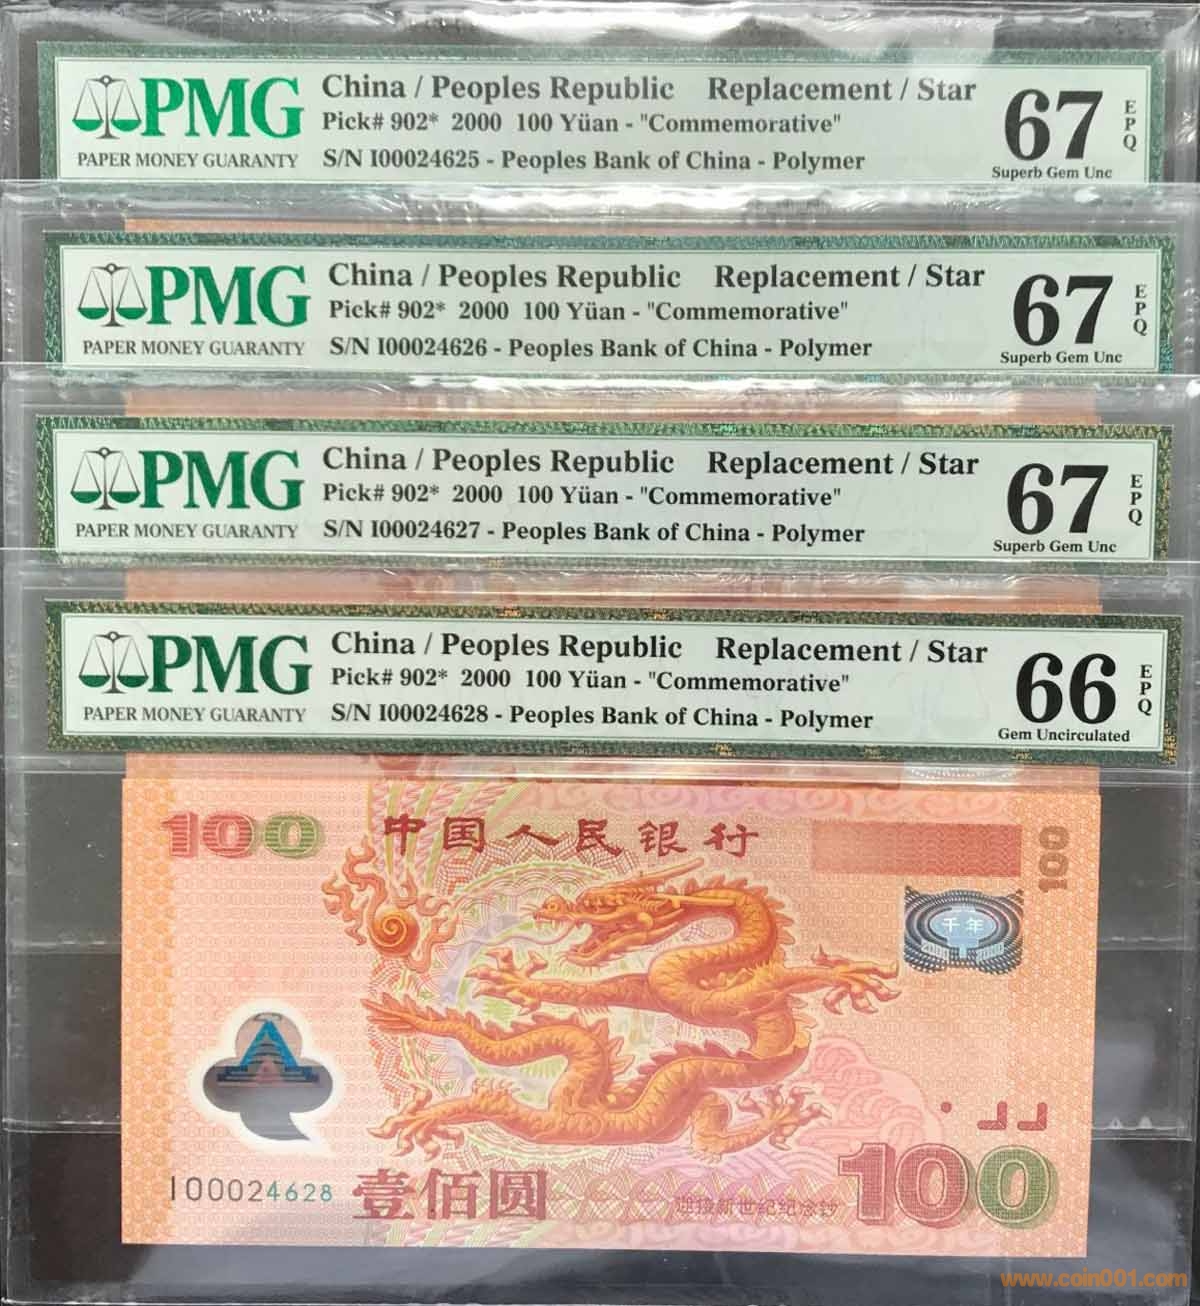 PMG
PAPER MONEY GUARANTY
China / Peoples Republic Replacement / Star
Pick# 902* 2000 100 Yüan - "Commemorative"
S/N I00024625 - Peoples Bank of China - Polymer
67
EPQ
Superb Gem Unc
PMG
PAPER MONEY GUARANTY
China / Peoples Republic Replacement / Star
Pick# 902* 2000 100 Yüan - "Commemorative"
S/N I00024626 - Peoples Bank of China - Polymer
67
EPQ
Superb Gem Unc
PMG
PAPER MONEY GUARANTY
China / Peoples Republic Replacement / Star
Pick# 902* 2000 100 Yüan - "Commemorative"
S/N I00024627 - Peoples Bank of China - Polymer
67
EPQ
Superb Gem Unc
PMG
PAPER MONEY GUARANTY
China / Peoples Republic Replacement / Star
Pick# 902* 2000 100 Yüan - "Commemorative"
S/N I00024628 - Peoples Bank of China - Polymer
66
EPQ
Gem Uncirculated
100
中国人民银行
100
千年
I00024628
壹佰圆
迎接新世纪纪念钞
100
www.coin001.com